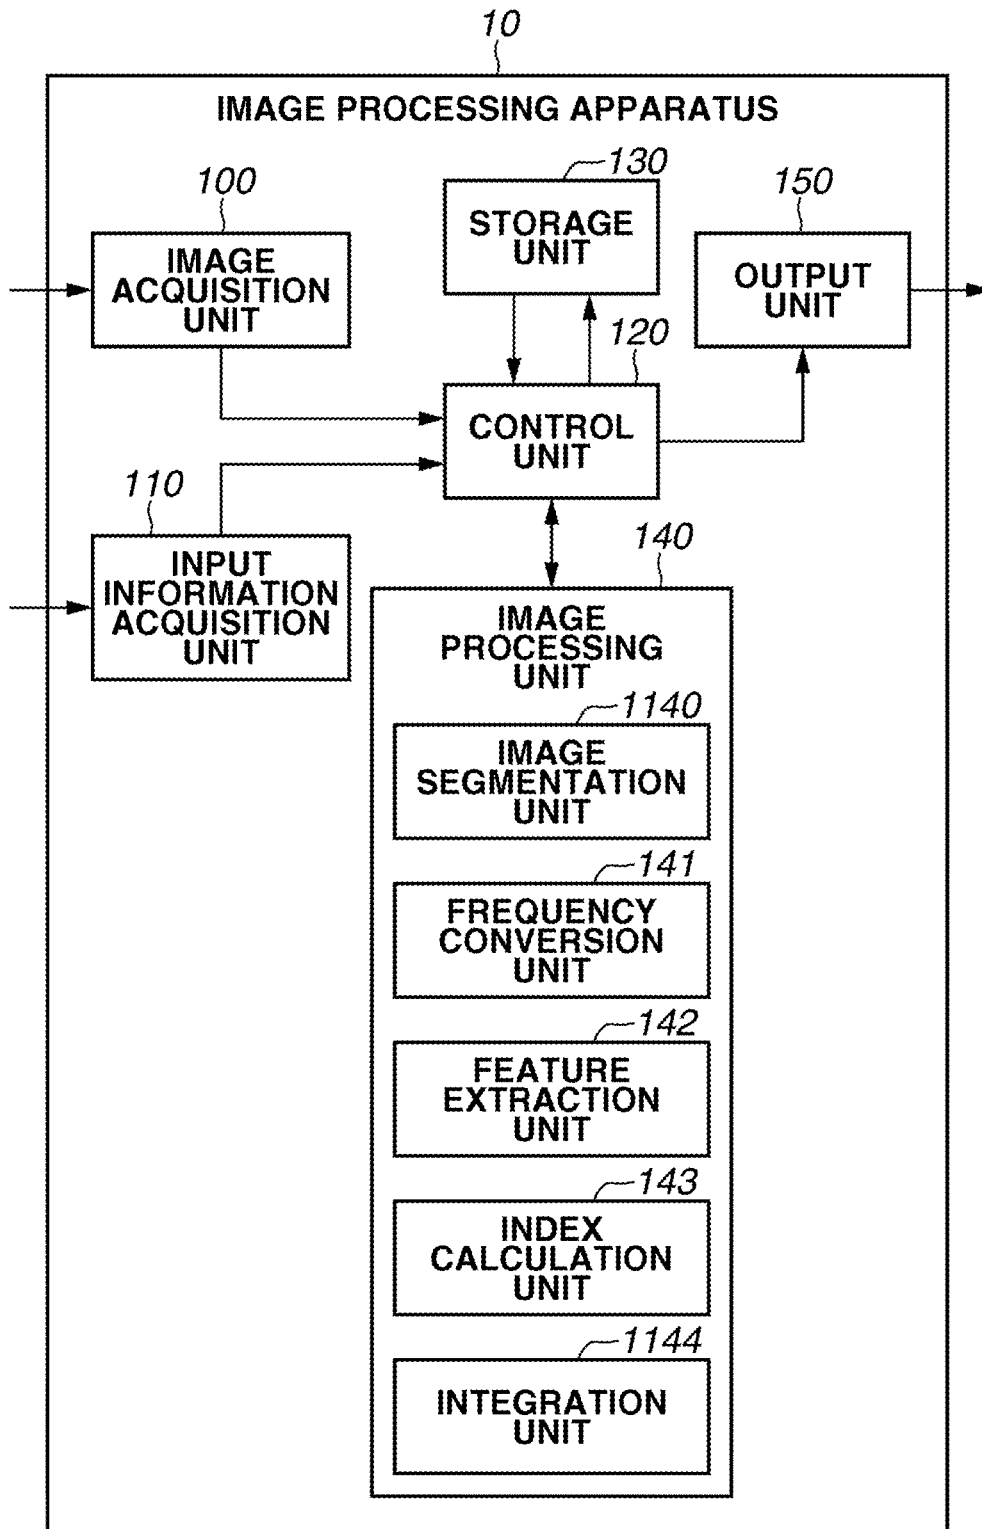 10
IMAGE PROCESSING APPARATUS
100
IMAGE
ACQUISITION
UNIT
130
STORAGE
UNIT
150
OUTPUT
UNIT
120
CONTROL
UNIT
110
INPUT
INFORMATION
ACQUISITION
UNIT
140
IMAGE
PROCESSING
UNIT
1140
IMAGE
SEGMENTATION
UNIT
141
FREQUENCY
CONVERSION
UNIT
142
FEATURE
EXTRACTION
UNIT
143
INDEX
CALCULATION
UNIT
1144
INTEGRATION
UNIT